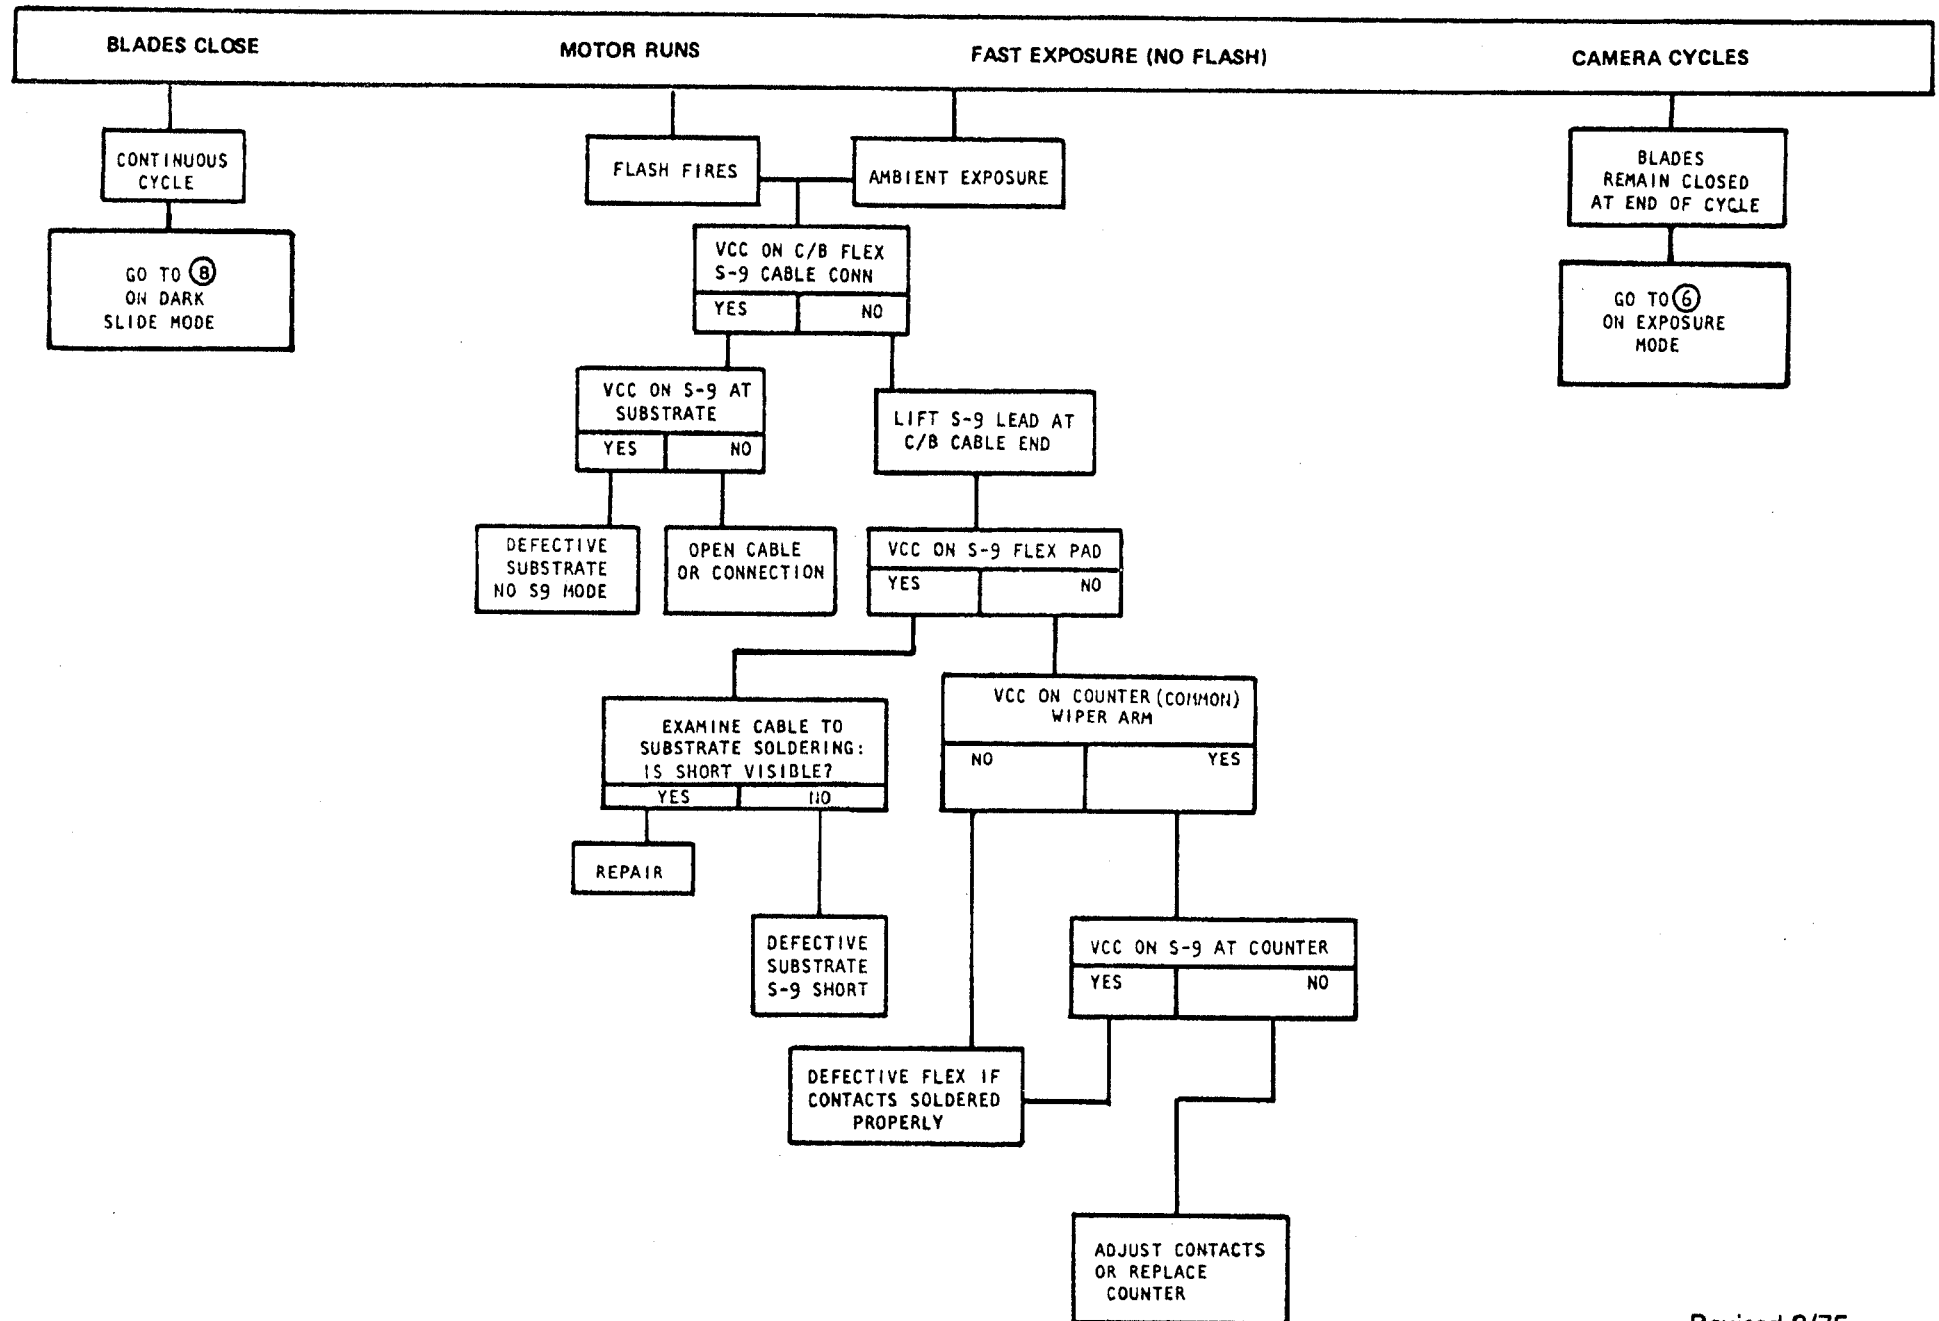 BLADES CLOSE
MOTOR RUNS
FAST EXPOSURE (NO FLASH)
CAMERA CYCLES
CONTINUOUS
CYCLE
FLASH FIRES
AMBIENT EXPOSURE
BLADES
REMAIN CLOSED
AT END OF CYCLE
GO TO 8
ON DARK
SLIDE MODE
VCC ON C/B FLEX
S-9 CABLE CONN
YES NO
GO TO 6
ON EXPOSURE
MODE
VCC ON S-9 AT
SUBSTRATE
YES NO
LIFT S-9 LEAD AT
C/B CABLE END
DEFECTIVE
SUBSTRATE
NO S9 MODE
OPEN CABLE
OR CONNECTION
VCC ON S-9 FLEX PAD
YES NO
EXAMINE CABLE TO
SUBSTRATE SOLDERING:
IS SHORT VISIBLE?
YES NO
VCC ON COUNTER (COMMON)
WIPER ARM
NO YES
REPAIR
DEFECTIVE
SUBSTRATE
S-9 SHORT
VCC ON S-9 AT COUNTER
YES NO
DEFECTIVE FLEX IF
CONTACTS SOLDERED
PROPERLY
ADJUST CONTACTS
OR REPLACE
COUNTER